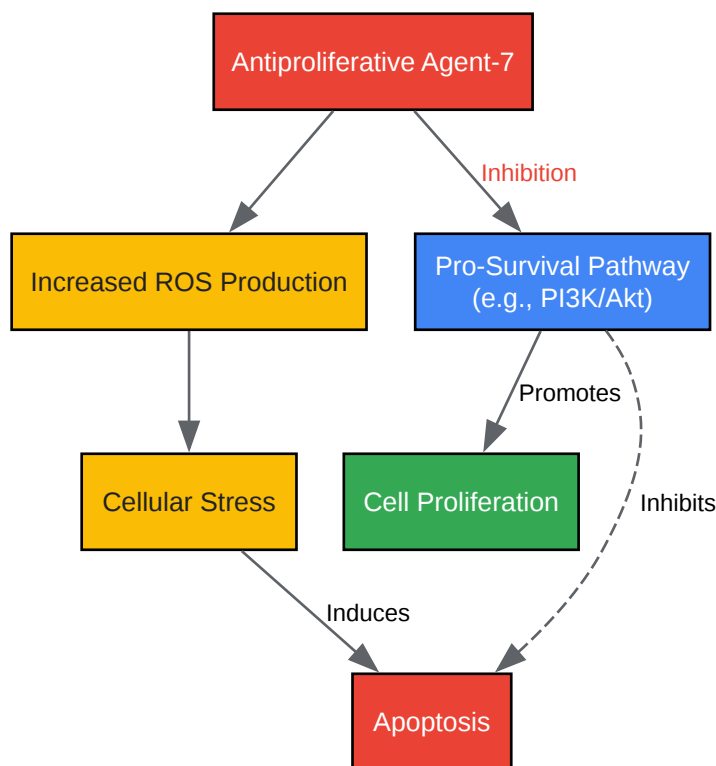 Antiproliferative Agent-7
Inhibition
Increased ROS Production
Pro-Survival Pathway
(e.g., PI3K/Akt)
Promotes
Cellular Stress
Cell Proliferation
Inhibits
Induces
Apoptosis